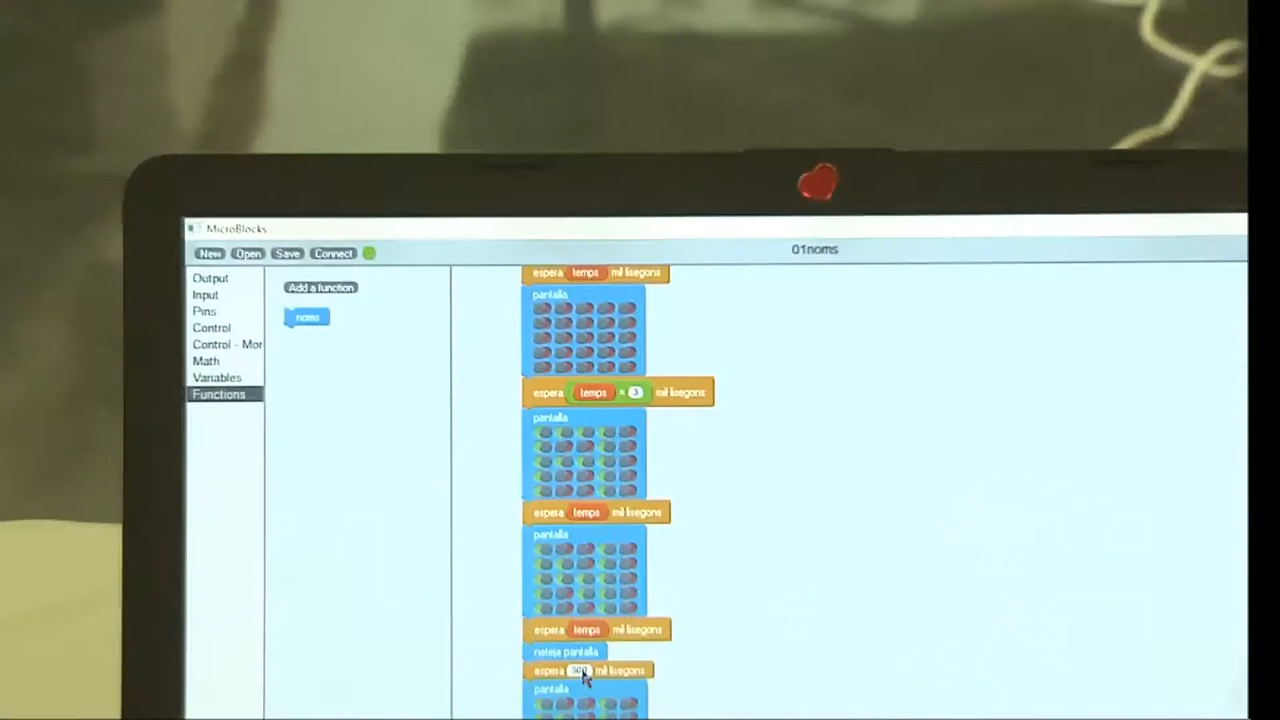 MicroBlocks
New Open Save Connect 01noms
Output
Input
Pins
Control
Control - Mor
Math
Variables
Functions
Add a function
noms
espera temps mil·lisegons
pantalla
espera temps * 3 mil·lisegons
pantalla
espera temps mil·lisegons
pantalla
espera temps mil·lisegons
neteja pantalla
espera mil·lisegons
pantalla